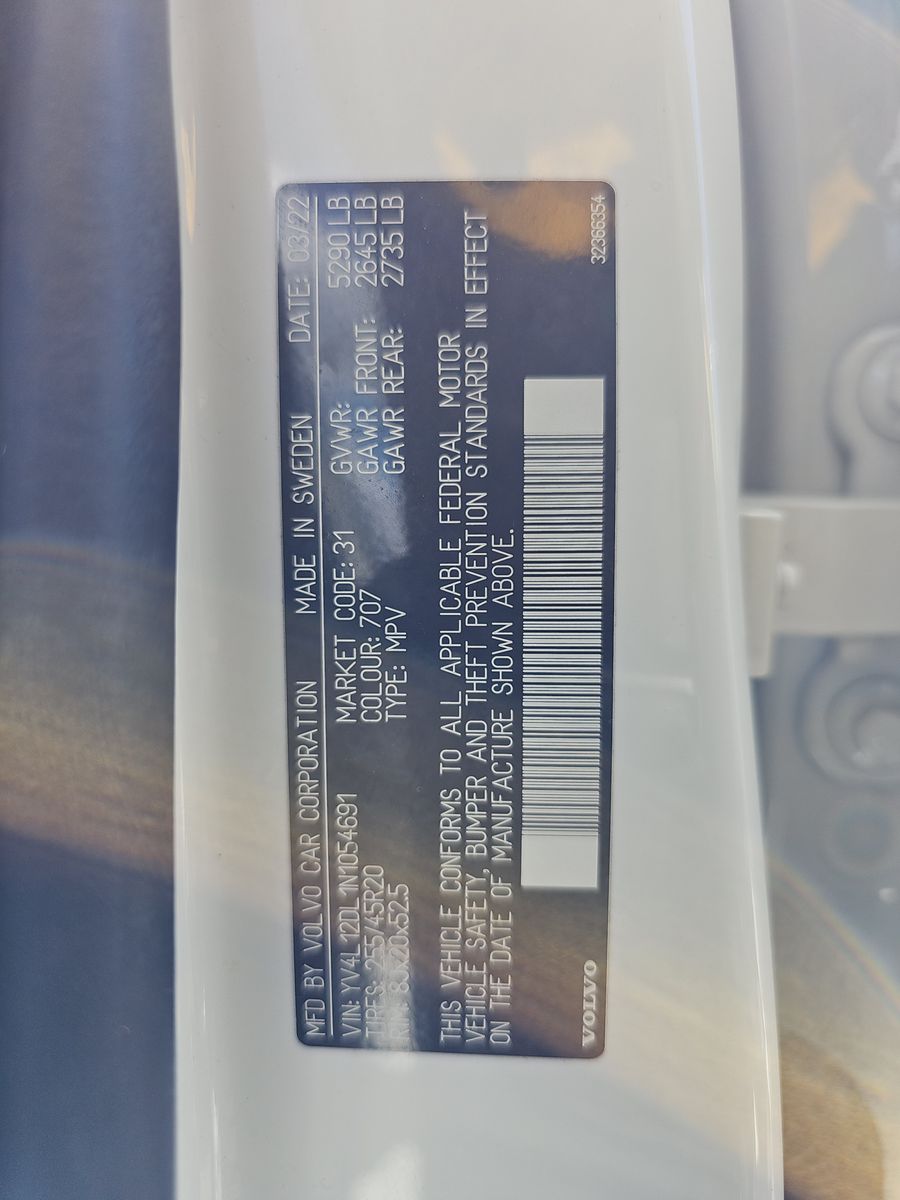 MFD BY VOLVO CAR CORPORATION MADE IN SWEDEN DATE: 03/22
VIN: YV4L12DL1N1054691 MARKET CODE: 31 GVWR: 5290 LB
TIRES: 255/45R20 COLOUR: 707 GAWR FRONT: 2645 LB
RIMS: 8Jx20x52.5 TYPE: MPV GAWR REAR: 2735 LB
THIS VEHICLE CONFORMS TO ALL APPLICABLE FEDERAL MOTOR
VEHICLE SAFETY, BUMPER AND THEFT PREVENTION STANDARDS IN EFFECT
ON THE DATE OF MANUFACTURE SHOWN ABOVE.
VOLVO 32366354